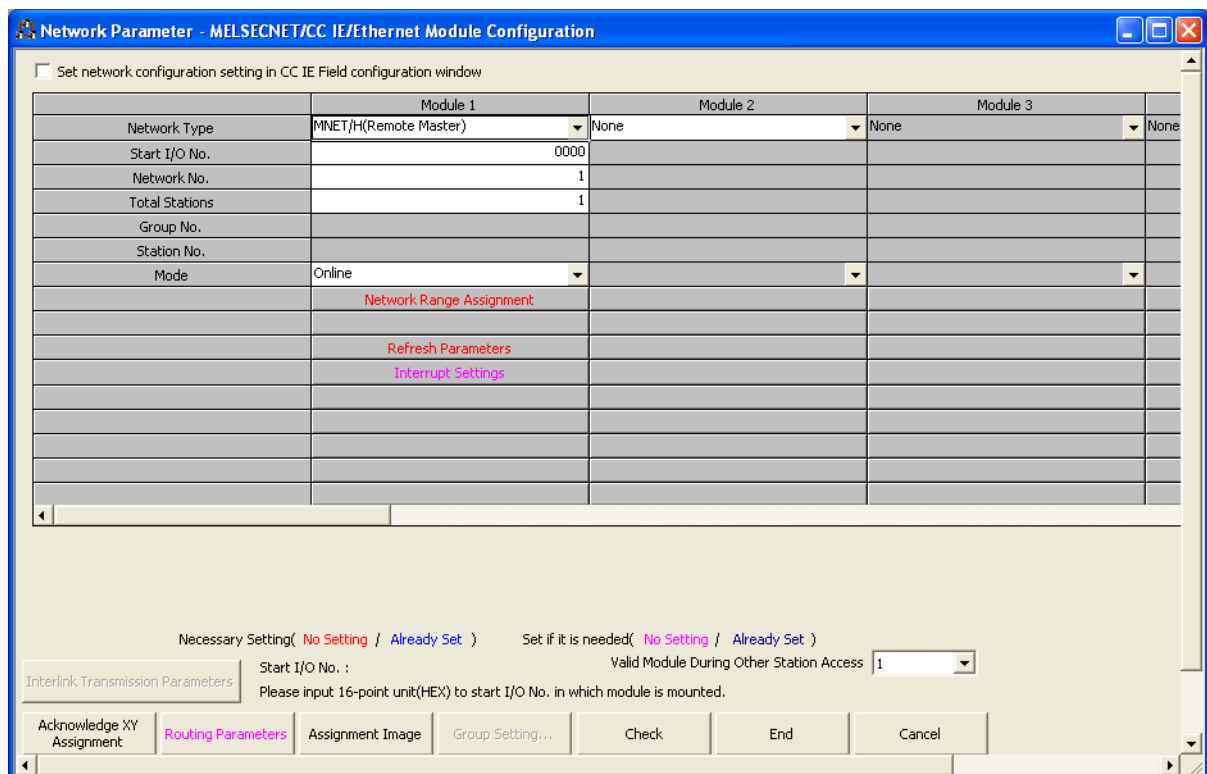 Network Parameter - MELSECNET/CC IE/Ethernet Module Configuration
Set network configuration setting in CC IE Field configuration window
Module 1 Module 2 Module 3
Network Type MNET/H(Remote Master) None None None
Start I/O No. 0000
Network No. 1
Total Stations 1
Group No.
Station No.
Mode Online
Network Range Assignment
Refresh Parameters
Interrupt Settings
Necessary Setting( No Setting / Already Set ) Set if it is needed( No Setting / Already Set )
Interlink Transmission Parameters
Start I/O No. :
Valid Module During Other Station Access 1
Please input 16-point unit(HEX) to start I/O No. in which module is mounted.
Acknowledge XY
Assignment
Routing Parameters Assignment Image Group Setting... Check End Cancel